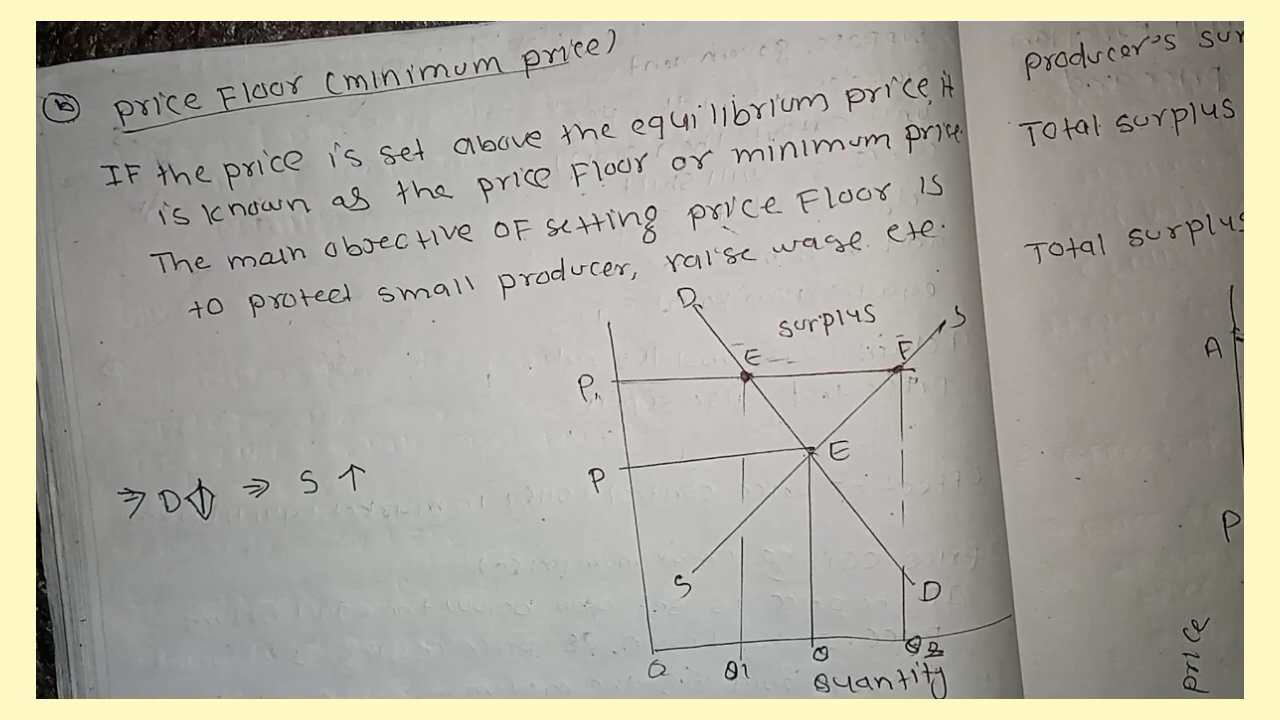 (b) Price Floor (minimum price)
IF the price is set above the equilibrium price, it
is known as the price Floor or minimum price.
The main objective OF setting price Floor is
to protect small producer, raise wage etc.
D
surplus
S
E
F
P1
P
E
⇒ D ⇒ S ↑
S
D
Q1
Q
Q2
Quantity
producer's sur
Total surplus
Total surplus
A
P
price